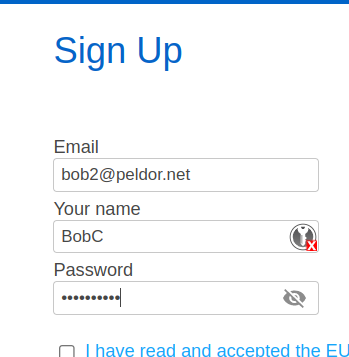 Sign Up
Email
bob2@peldor.net
Your name
BobC
Password
••••••••••
I have read and accepted the EU